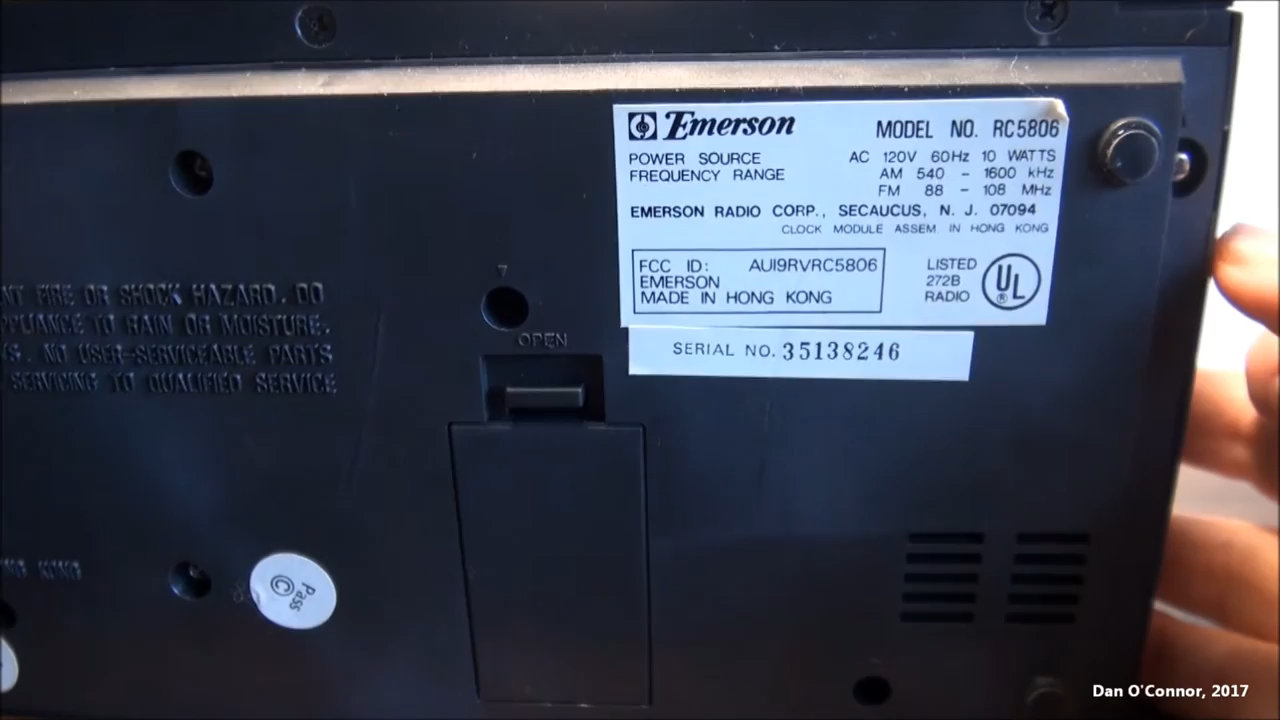 Emerson
MODEL NO. RC5806
POWER SOURCE AC 120V 60Hz 10 WATTS
FREQUENCY RANGE AM 540 - 1600 kHz
FM 88 - 108 MHz
EMERSON RADIO CORP., SECAUCUS, N. J. 07094
CLOCK MODULE ASSEM. IN HONG KONG
FCC ID: AUI9RVRC5806
EMERSON
MADE IN HONG KONG
LISTED
272B
RADIO
UL
SERIAL NO. 35138246
FIRE OR SHOCK HAZARD. DO
TO RAIN OR MOISTURE.
NO USER-SERVICEABLE PARTS
SERVICING TO QUALIFIED SERVICE
OPEN
KONG
Pass
©
Dan O'Connor, 2017